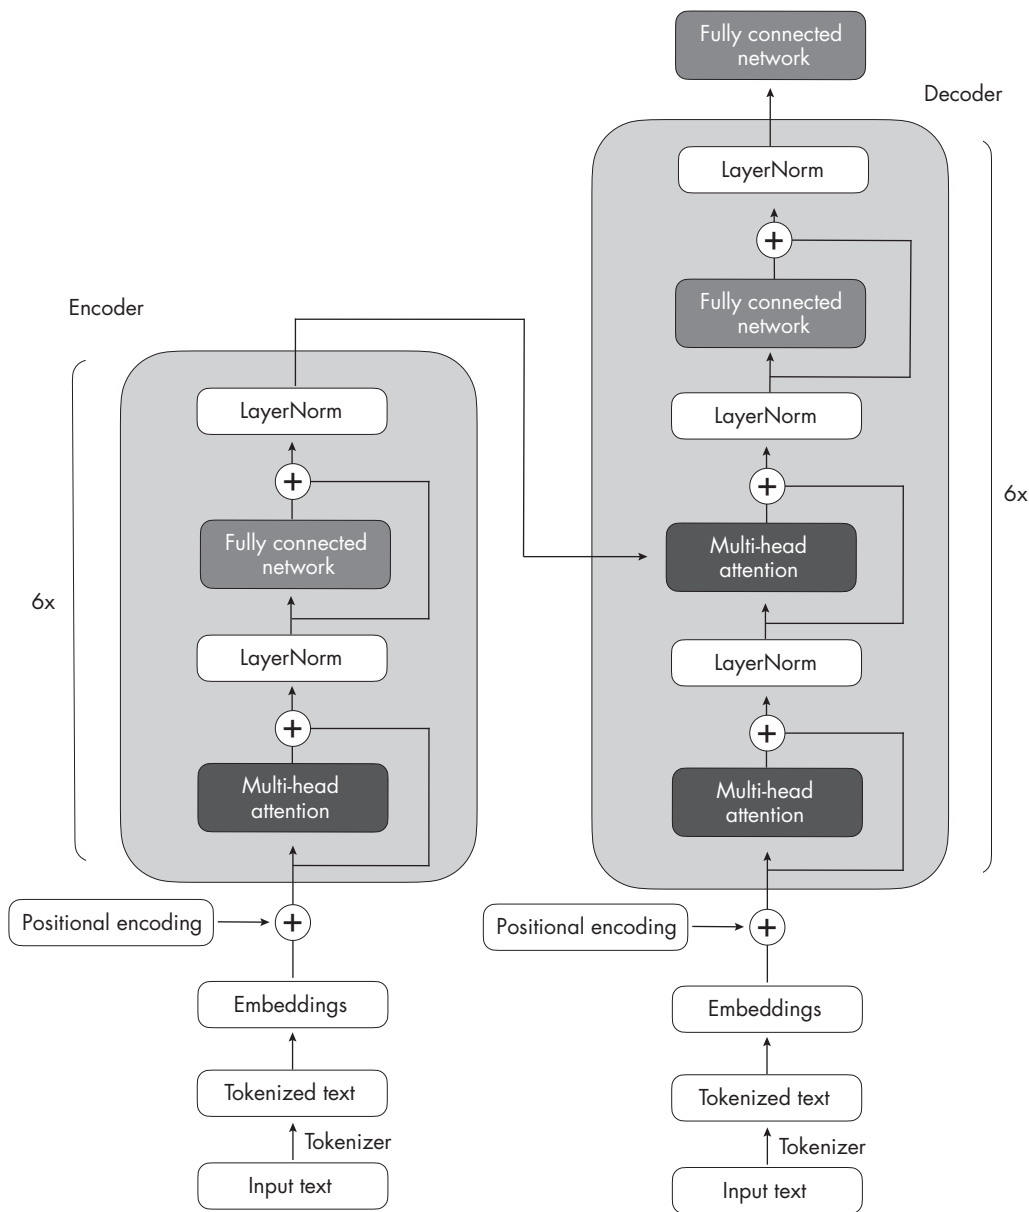 Fully connected
network
Decoder
LayerNorm
Fully connected
network
LayerNorm
Multi-head
attention
LayerNorm
Multi-head
attention
6x
Positional encoding
Embeddings
Tokenized text
Tokenizer
Input text
Encoder
LayerNorm
Fully connected
network
6x
LayerNorm
Multi-head
attention
Positional encoding
Embeddings
Tokenized text
Tokenizer
Input text